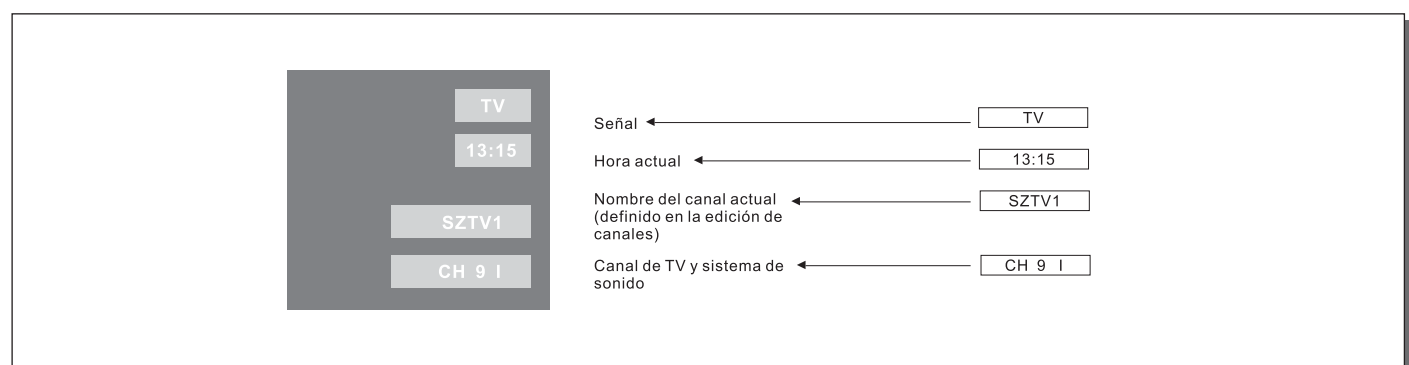 TV
13:15
SZTV1
CH 9 I
Señal
TV
Hora actual
13:15
Nombre del canal actual
(definido en la edición de
canales)
SZTV1
Canal de TV y sistema de
sonido
CH 9 I